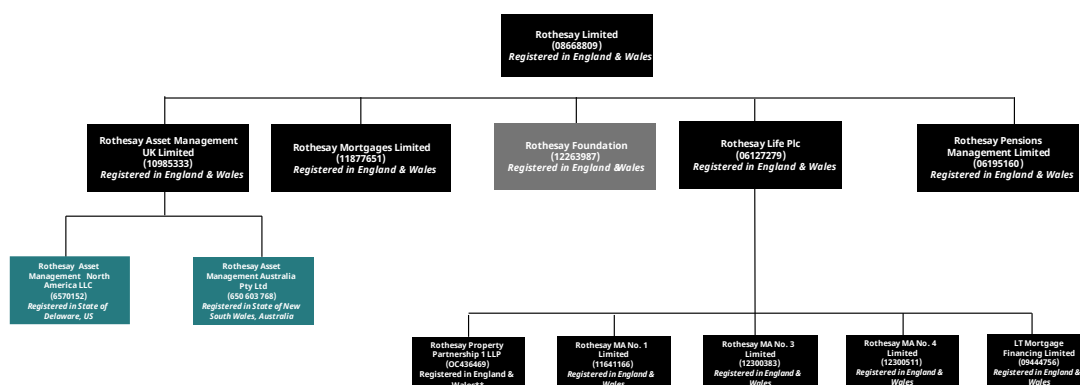 Rothesay Limited
(08668809)
Registered in England & Wales
Rothesay Asset Management
UK Limited
(10985333)
Registered in England & Wales
Rothesay Mortgages Limited
(11877651)
Registered in England & Wales
Rothesay Foundation
(12263987)
Registered in England &Wales
Rothesay Life Plc
(06127279)
Registered in England & Wales
Rothesay Pensions
Management Limited
(06195160)
Registered in England & Wales
Rothesay Asset
Management North
America LLC
(6570152)
Registered in State of
Delaware, US
Rothesay Asset
Management Australia
Pty Ltd
(650 603 768)
Registered in State of New
South Wales, Australia
Rothesay Property
Partnership 1 LLP
(OC436469)
Registered in England &
Wales**
Rothesay MA No. 1
Limited
(11641166)
Registered in England &
Wales
Rothesay MA No. 3
Limited
(12300383)
Registered in England &
Wales
Rothesay MA No. 4
Limited
(12300511)
Registered in England &
Wales
LT Mortgage
Financing Limited
(09444756)
Registered in England &
Wales